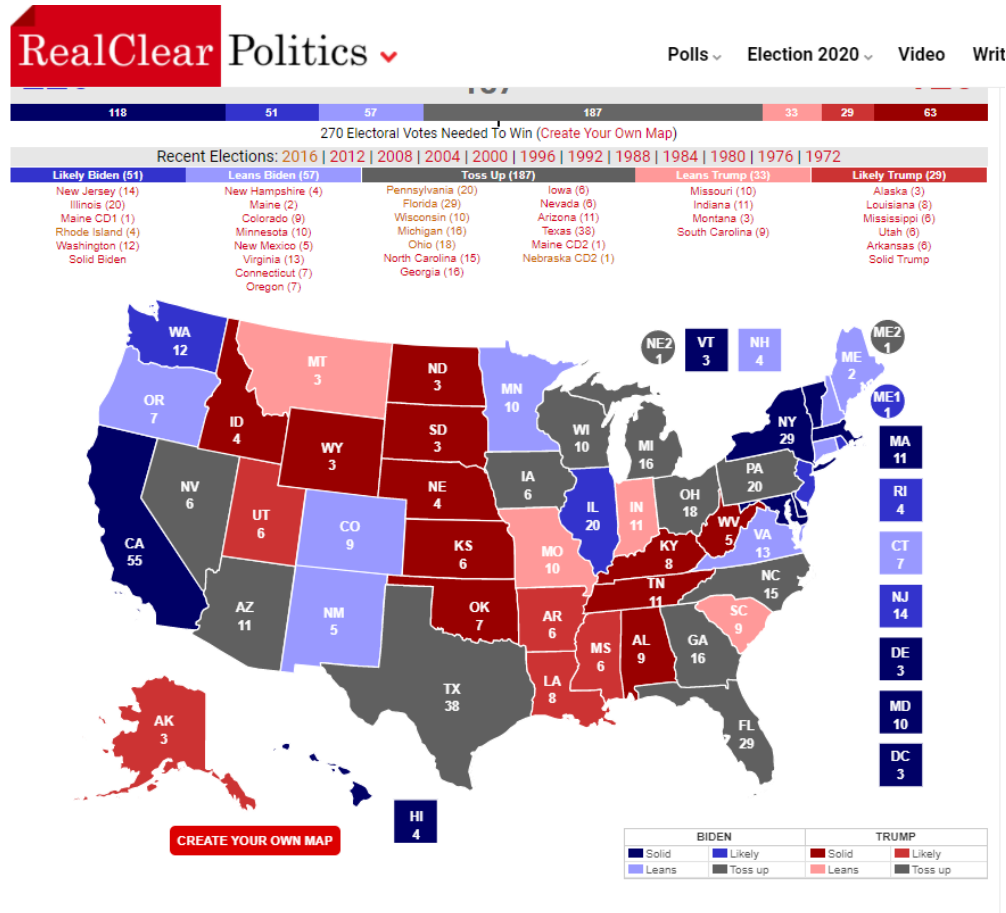 RealClear Politics
Polls Election 2020 Video Writ
118 51 57 187 33 29 63
270 Electoral Votes Needed To Win (Create Your Own Map)
Recent Elections: 2016 | 2012 | 2008 | 2004 | 2000 | 1996 | 1992 | 1988 | 1984 | 1980 | 1976 | 1972
Likely Biden (51)
New Jersey (14)
Illinois (20)
Maine CD1 (1)
Rhode Island (4)
Washington (12)
Solid Biden
Leans Biden (57)
New Hampshire (4)
Maine (2)
Colorado (9)
Minnesota (10)
New Mexico (5)
Virginia (13)
Connecticut (7)
Oregon (7)
Toss Up (187)
Pennsylvania (20)
Florida (29)
Wisconsin (10)
Michigan (16)
Ohio (18)
North Carolina (15)
Georgia (16)
Iowa (6)
Nevada (6)
Arizona (11)
Texas (38)
Maine CD2 (1)
Nebraska CD2 (1)
Leans Trump (33)
Missouri (10)
Indiana (11)
Montana (3)
South Carolina (9)
Likely Trump (29)
Alaska (3)
Louisiana (8)
Mississippi (6)
Utah (6)
Arkansas (6)
Solid Trump
WA
12
OR
7
CA
55
NV
6
ID
4
MT
3
WY
3
UT
6
AZ
11
CO
9
NM
5
ND
3
SD
3
NE
4
KS
6
OK
7
TX
38
MN
10
IA
6
MO
10
AR
6
LA
8
WI
10
IL
20
MI
16
IN
11
OH
18
KY
8
TN
11
MS
6
AL
9
GA
16
FL
29
SC
9
NC
15
VA
13
WV
5
PA
20
NY
29
ME
2
NE2
1
VT
3
NH
4
ME2
1
ME1
1
MA
11
RI
4
CT
7
NJ
14
DE
3
MD
10
DC
3
AK
3
HI
4
CREATE YOUR OWN MAP
BIDEN TRUMP
Solid Likely Solid Likely
Leans Toss up Leans Toss up